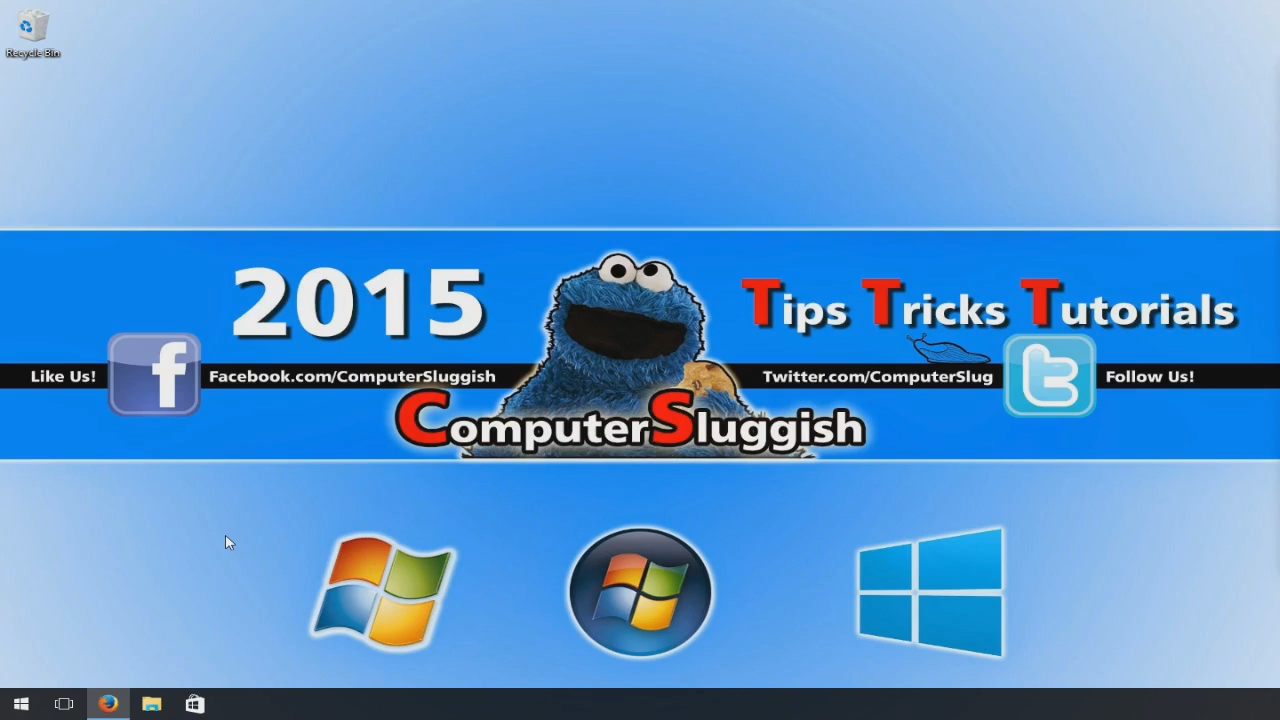 Recycle Bin
2015
Tips Tricks Tutorials
Like Us!
Facebook.com/ComputerSluggish
Twitter.com/ComputerSlug
Follow Us!
ComputerSluggish